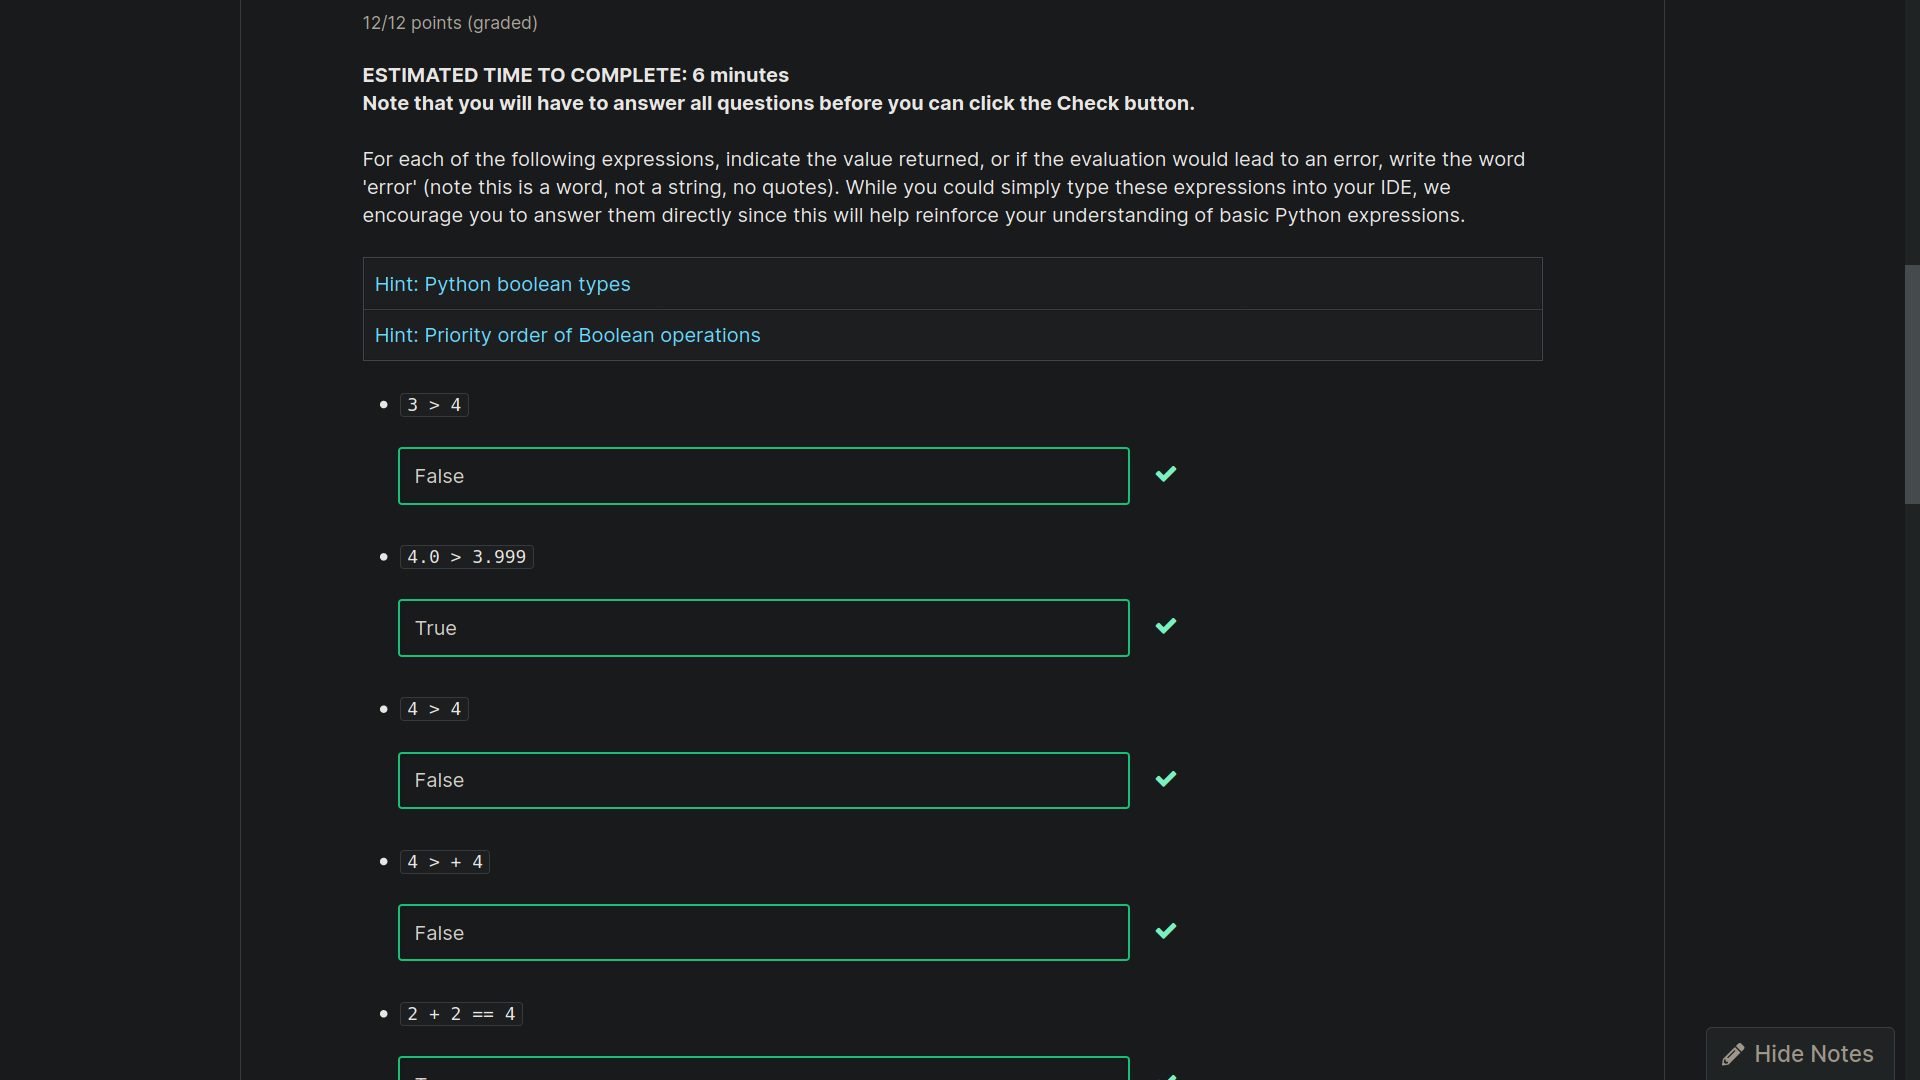 12/12 points (graded)
ESTIMATED TIME TO COMPLETE: 6 minutes
Note that you will have to answer all questions before you can click the Check button.
For each of the following expressions, indicate the value returned, or if the evaluation would lead to an error, write the word
'error' (note this is a word, not a string, no quotes). While you could simply type these expressions into your IDE, we
encourage you to answer them directly since this will help reinforce your understanding of basic Python expressions.
Hint: Python boolean types
Hint: Priority order of Boolean operations
3 > 4
False
4.0 > 3.999
True
4 > 4
False
4 > + 4
False
2 + 2 == 4
Hide Notes